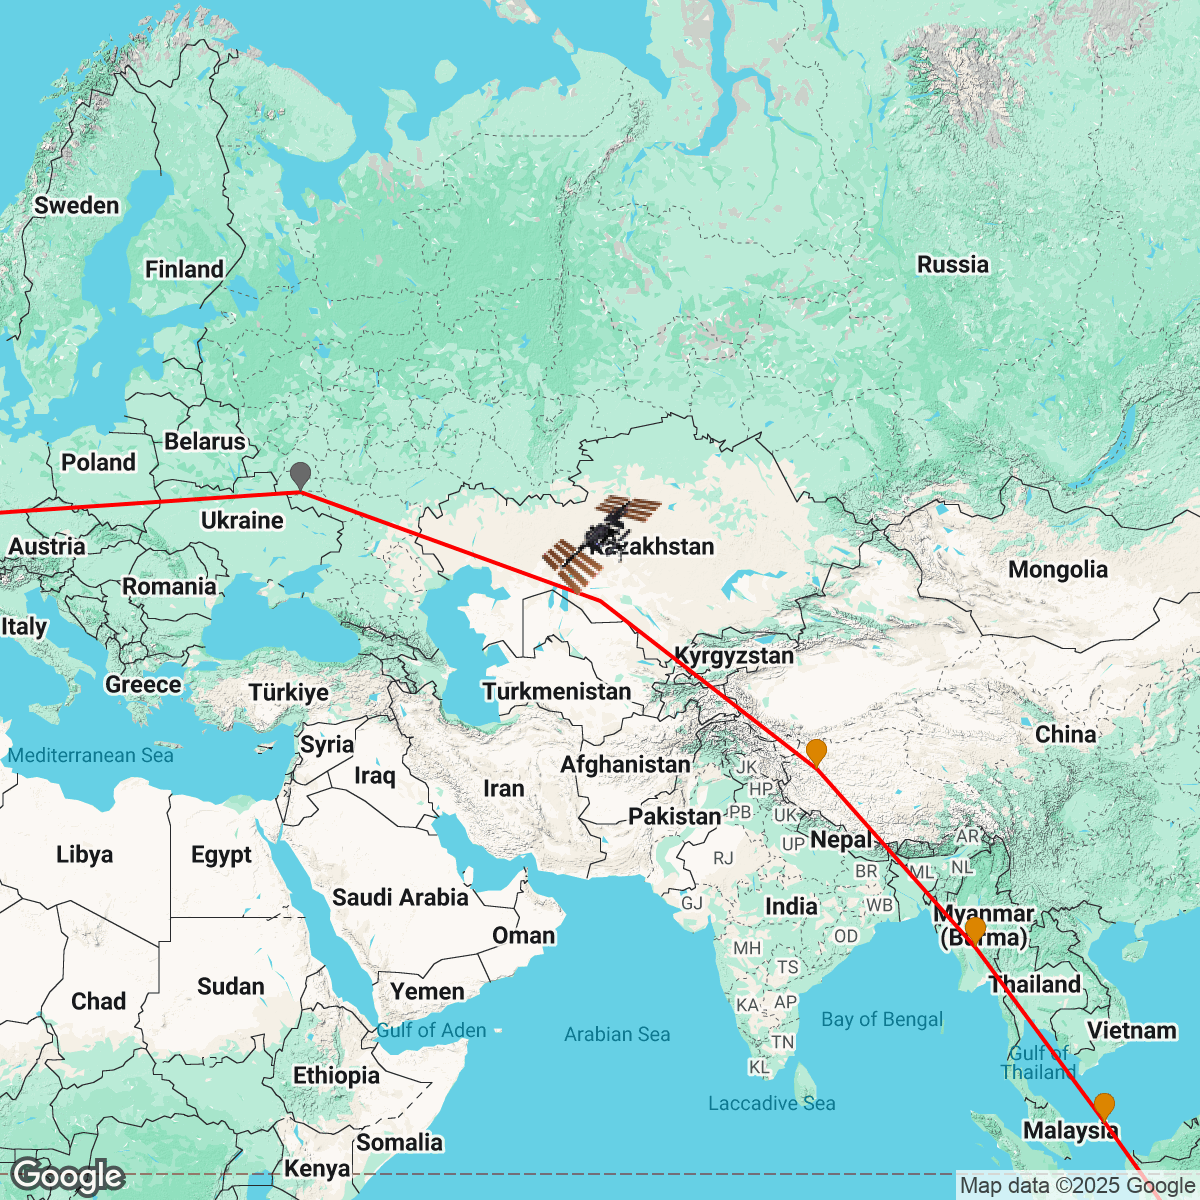 Sweden
Finland
Russia
Belarus
Poland
Ukraine
Austria
Kazakhstan
Mongolia
Romania
Italy
Kyrgyzstan
Greece
Türkiye
Turkmenistan
China
Syria
Mediterranean Sea
Afghanistan
JK
Iraq
Iran
HP
Pakistan
PB
UK
Nepal
AR
UP
Libya
Egypt
RJ
BR
ML
NL
Saudi Arabia
GJ
India
WB
Myanmar
(Burma)
Oman
OD
MH
TS
Sudan
Yemen
Thailand
Chad
KA
AP
Gulf of Aden
Arabian Sea
Bay of Bengal
Vietnam
TN
Gulf of
Thailand
KL
Ethiopia
Laccadive Sea
Malaysia
Somalia
Kenya
Google
Map data ©2025 Google